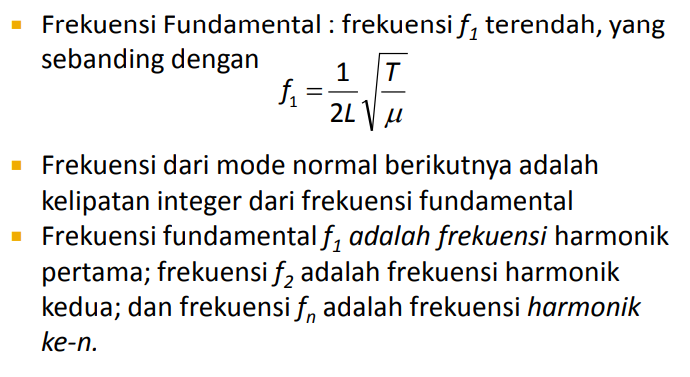 ▪ Frekuensi Fundamental : frekuensi f₁ terendah, yang
sebanding dengan
f₁ = 1/2L √(T/μ)
▪ Frekuensi dari mode normal berikutnya adalah
kelipatan integer dari frekuensi fundamental
▪ Frekuensi fundamental f₁ adalah frekuensi harmonik
pertama; frekuensi f₂ adalah frekuensi harmonik
kedua; dan frekuensi fₙ adalah frekuensi harmonik
ke-n.